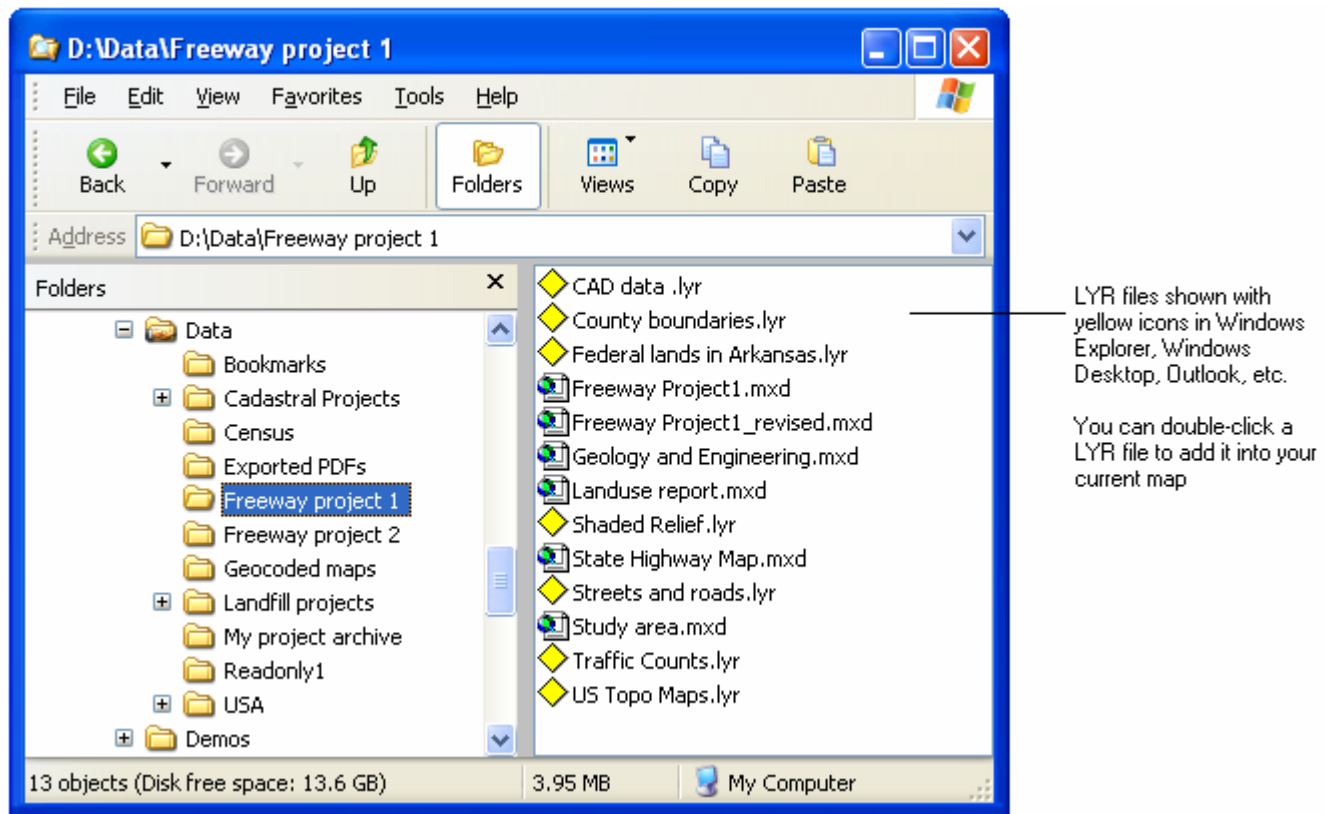 D:\Data\Freeway project 1
File Edit View Favorites Tools Help
Back Forward Up Folders Views Copy Paste
Address D:\Data\Freeway project 1
Folders
Data
Bookmarks
Cadastral Projects
Census
Exported PDFs
Freeway project 1
Freeway project 2
Geocoded maps
Landfill projects
My project archive
Readonly1
USA
Demos
CAD data .lyr
County boundaries.lyr
Federal lands in Arkansas.lyr
Freeway Project1.mxd
Freeway Project1_revised.mxd
Geology and Engineering.mxd
Landuse report.mxd
Shaded Relief.lyr
State Highway Map.mxd
Streets and roads.lyr
Study area.mxd
Traffic Counts.lyr
US Topo Maps.lyr
13 objects (Disk free space: 13.6 GB) 3.95 MB My Computer
LYR files shown with
yellow icons in Windows
Explorer, Windows
Desktop, Outlook, etc.
You can double-click a
LYR file to add it into your
current map